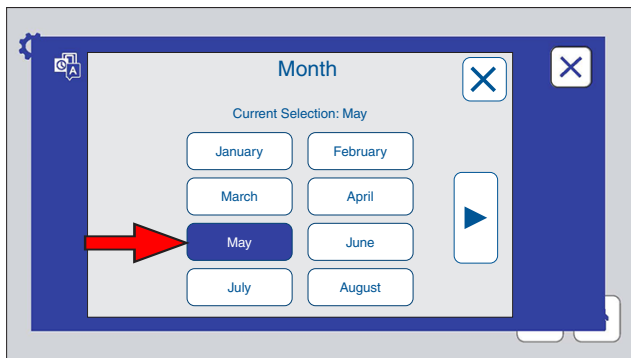 Month
Current Selection: May
January February
March April
May June
July August